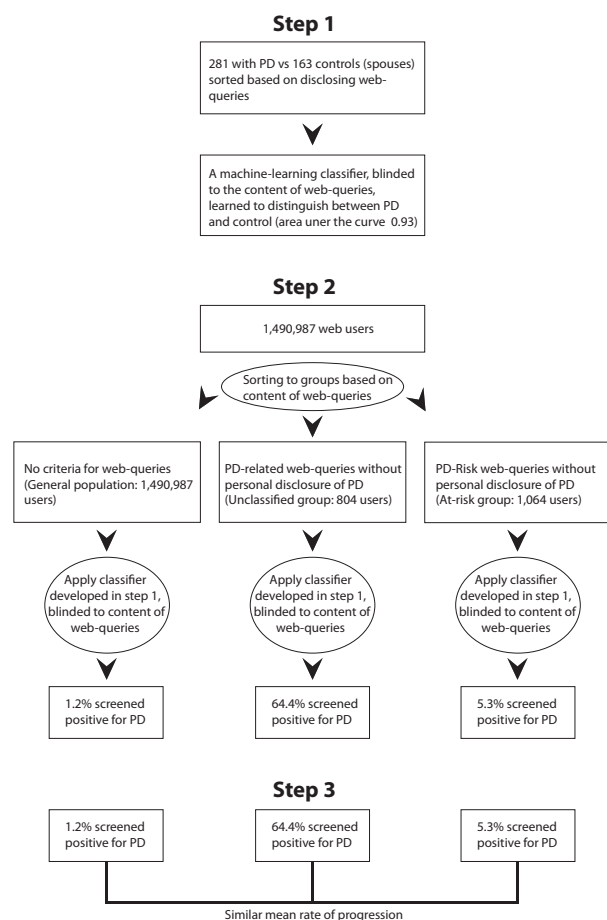 Step 1
281 with PD vs 163 controls (spouses)
sorted based on disclosing web-
queries
A machine-learning classifier, blinded
to the content of web-queries,
learned to distinguish between PD
and control (area uner the curve 0.93)
Step 2
1,490,987 web users
Sorting to groups based on
content of web-queries
No criteria for web-queries
(General population: 1,490,987
users)
PD-related web-queries without
personal disclosure of PD
(Unclassified group: 804 users)
PD-Risk web-queries without
personal disclosure of PD
(At-risk group: 1,064 users)
Apply classifier
developed in step 1,
blinded to content of
web-queries
Apply classifier
developed in step 1,
blinded to content of
web-queries
Apply classifier
developed in step 1,
blinded to content of
web-queries
1.2% screened
positive for PD
64.4% screened
positive for PD
5.3% screened
positive for PD
Step 3
1.2% screened
positive for PD
64.4% screened
positive for PD
5.3% screened
positive for PD
Similar mean rate of progression